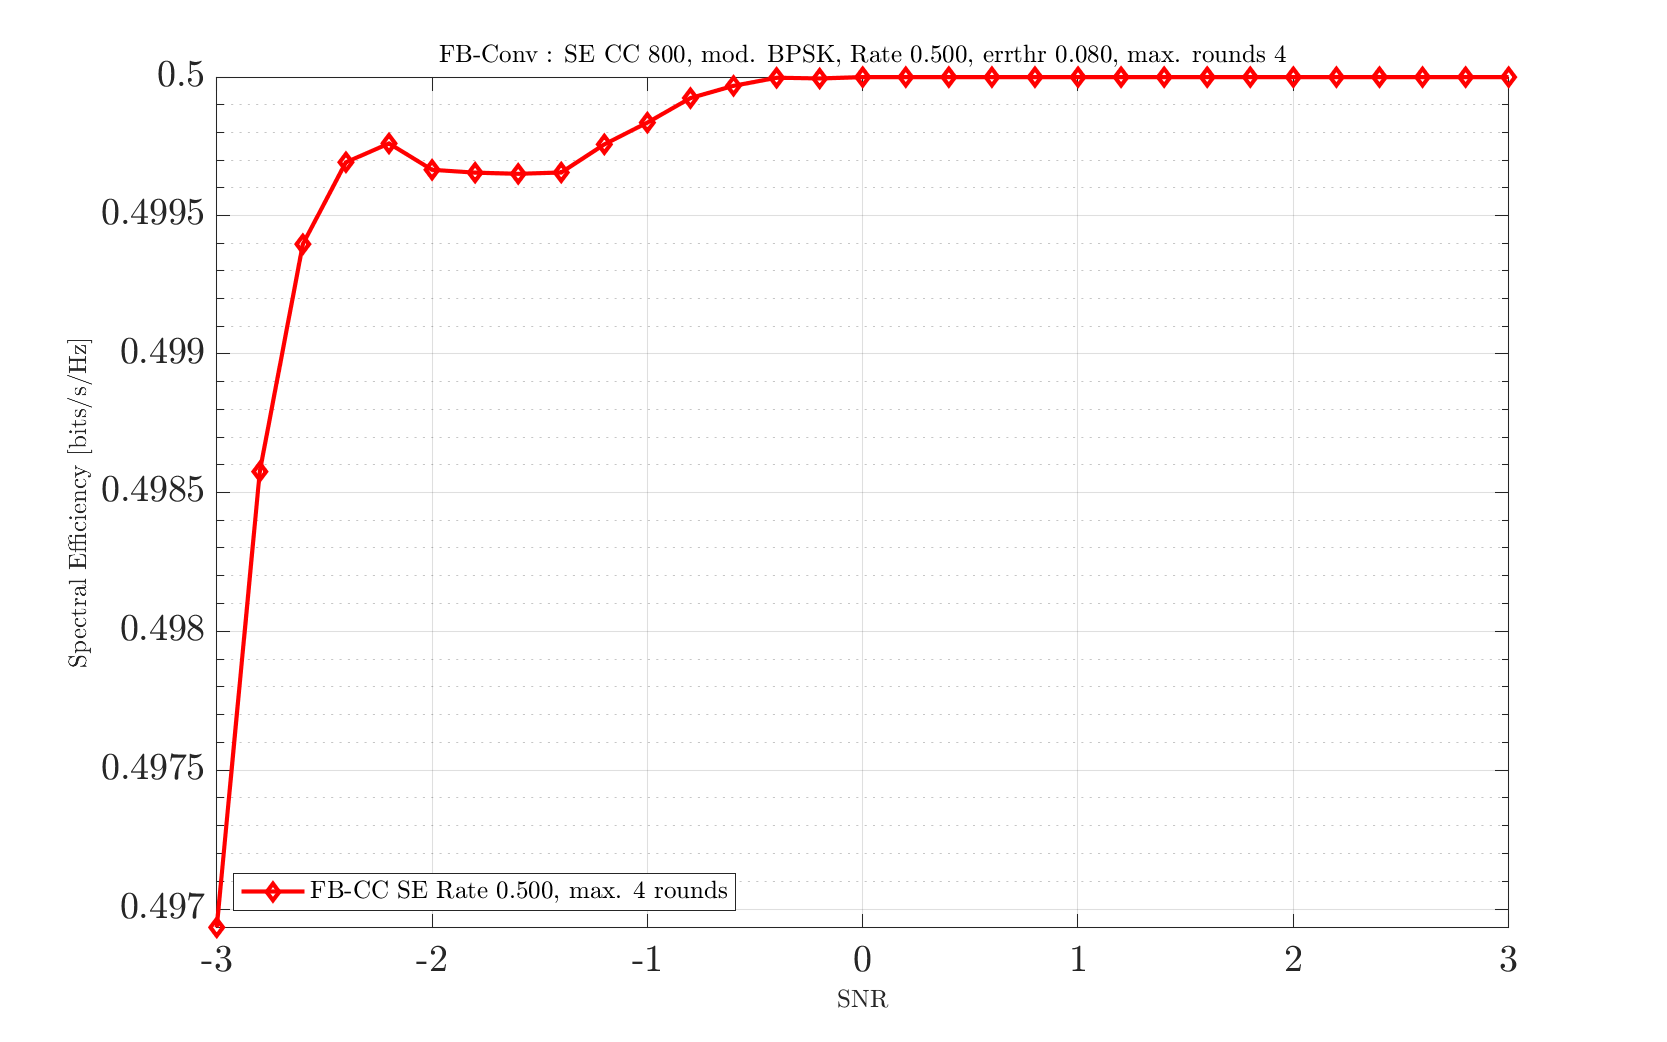 FB-Conv : SE CC 800, mod. BPSK, Rate 0.500, errthr 0.080, max. rounds 4
0.5
0.4995
0.499
0.4985
0.498
0.4975
0.497
Spectral Efficiency [bits/s/Hz]
FB-CC SE Rate 0.500, max. 4 rounds
-3 -2 -1 0 1 2 3
SNR